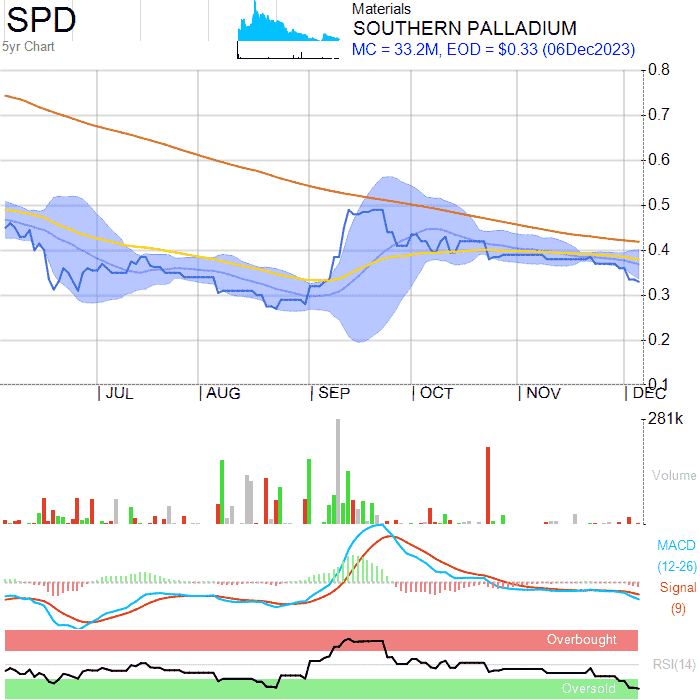 SPD
5yr Chart
Materials
SOUTHERN PALLADIUM
MC = 33.2M, EOD = $0.33 (06Dec2023)
0.8
0.7
0.6
0.5
0.4
0.3
0.2
0.1
JUL AUG SEP OCT NOV DEC
281k
Volume
MACD
(12-26)
Signal
(9)
Overbought
RSI(14)
Oversold